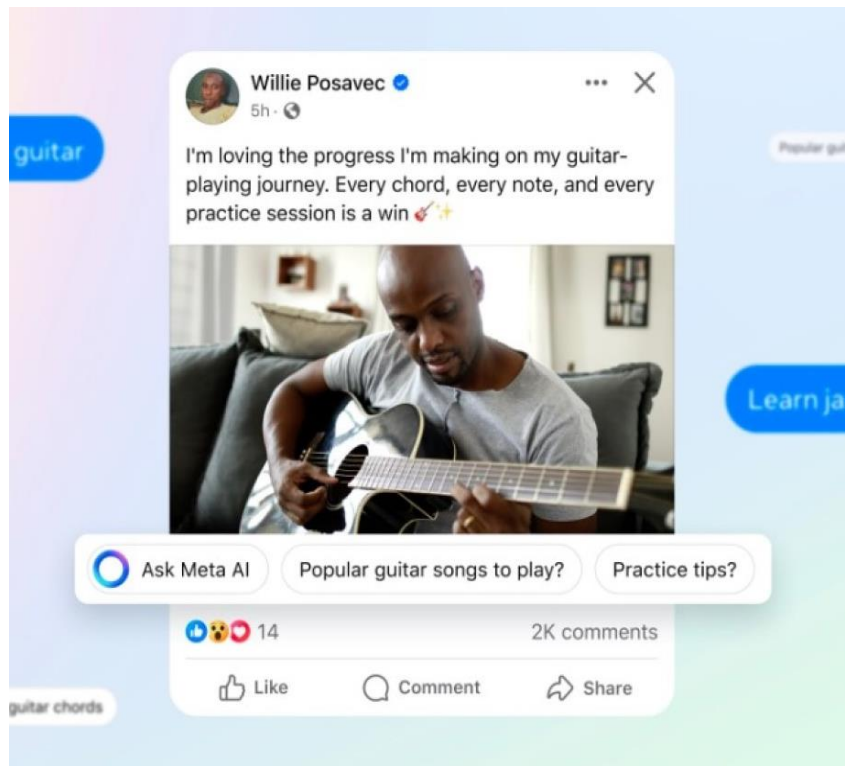 Willie Posavec
5h ·
guitar
Popular gui
I'm loving the progress I'm making on my guitar-
playing journey. Every chord, every note, and every
practice session is a win 🎸✨
Learn ja
Ask Meta AI
Popular guitar songs to play?
Practice tips?
14
2K comments
Like
Comment
Share
guitar chords